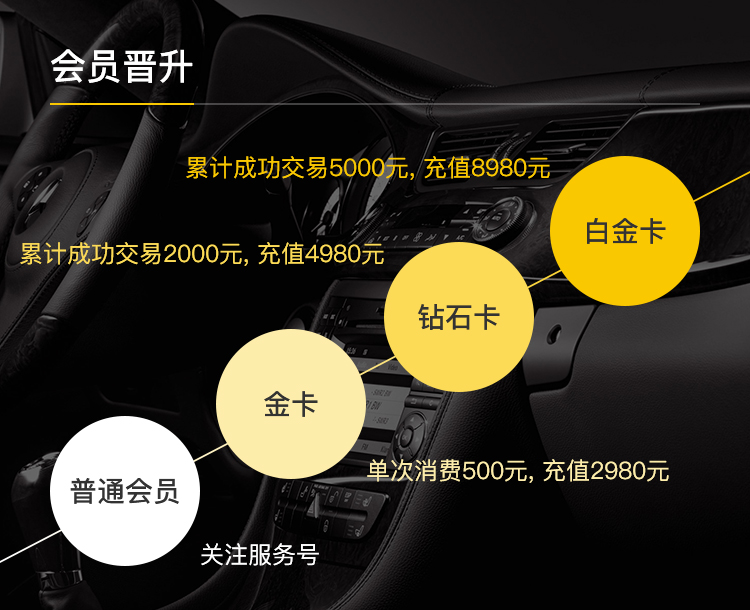 会员晋升
累计成功交易5000元, 充值8980元
白金卡
累计成功交易2000元, 充值4980元
钻石卡
金卡
单次消费500元, 充值2980元
普通会员
关注服务号